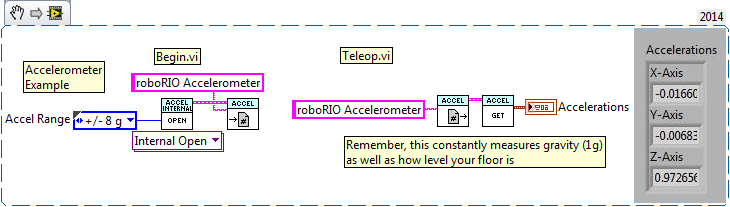 2014
Accelerometer
Example
Begin.vi
roboRIO Accelerometer
Accel Range
+/- 8 g
ACCEL
INTERNAL
OPEN
ACCEL
#
Internal Open
Teleop.vi
roboRIO Accelerometer
ACCEL
#
ACCEL
GET
Accelerations
Remember, this constantly measures gravity (1g)
as well as how level your floor is
Accelerations
X-Axis
-0.01660
Y-Axis
-0.00683
Z-Axis
0.972656